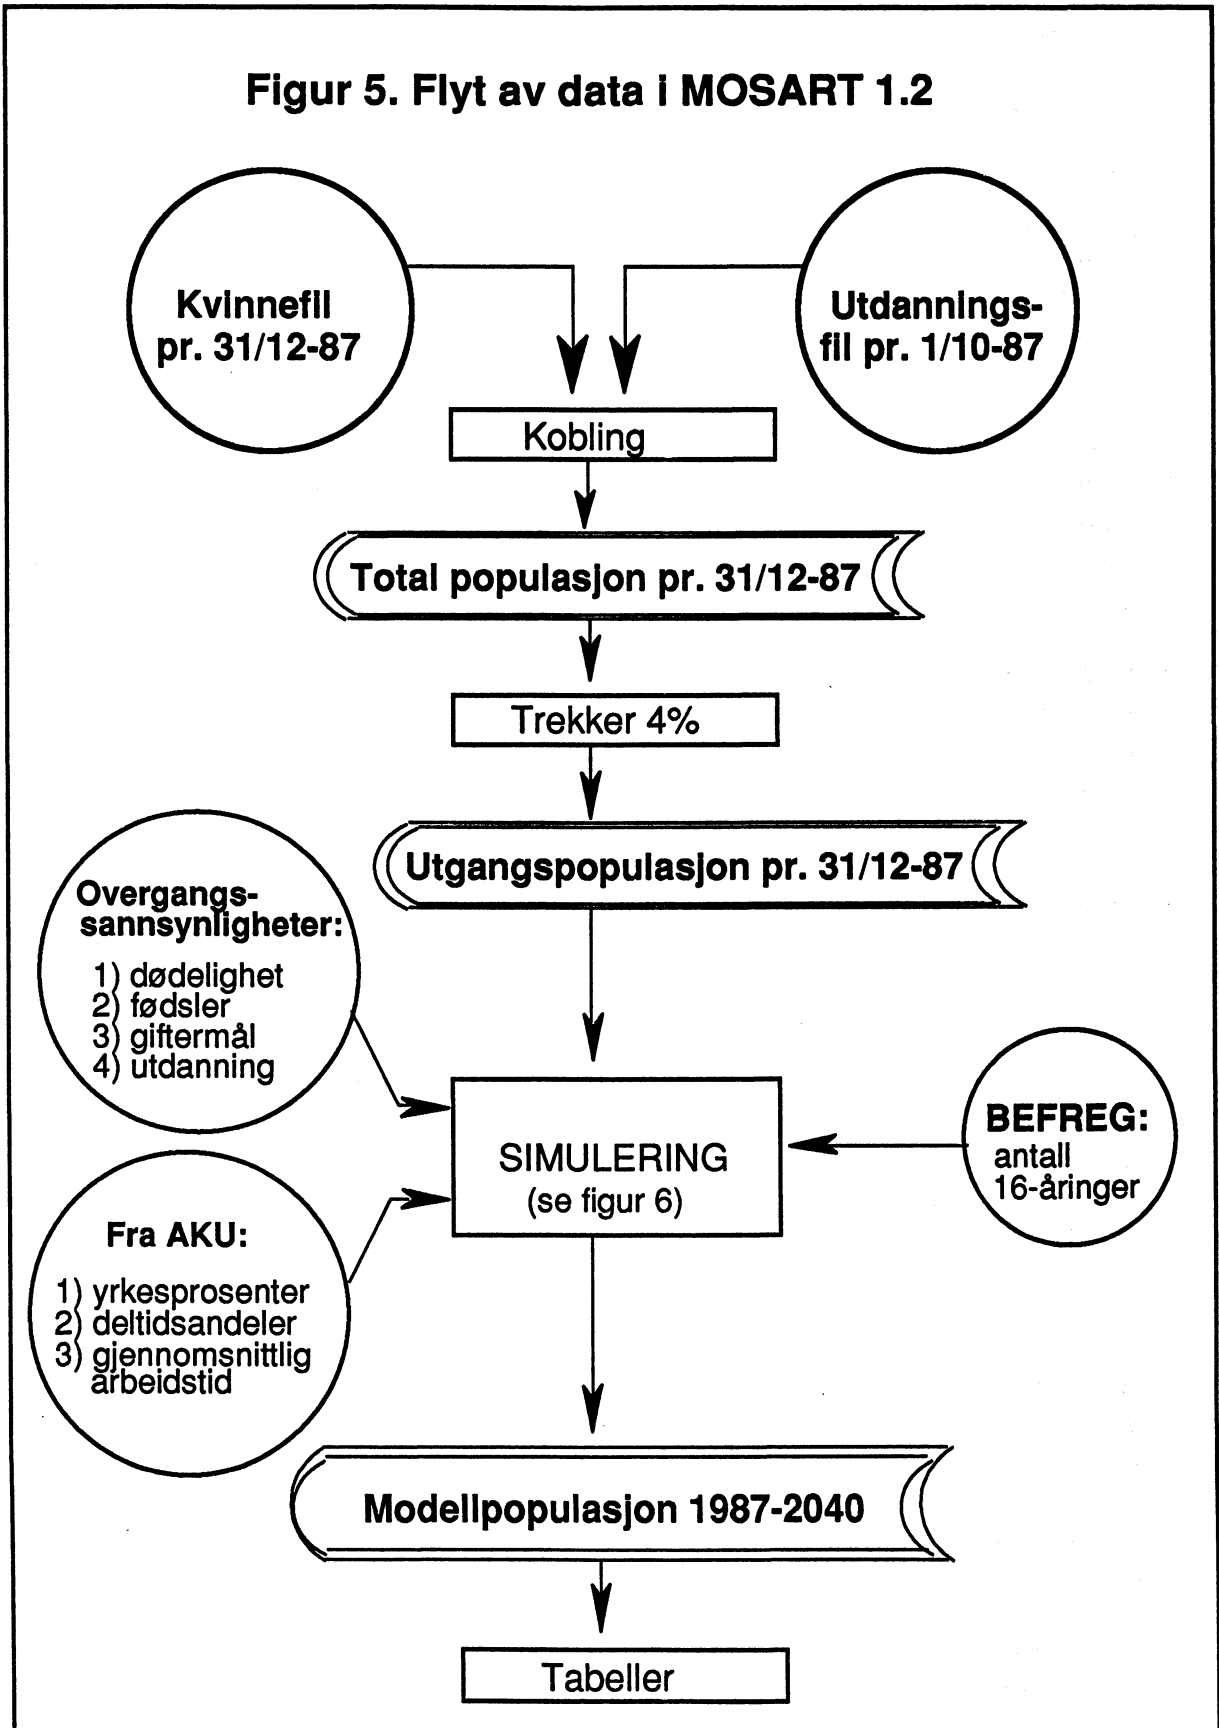 Figur 5. Flyt av data i MOSART 1.2
Kvinnefil
pr. 31/12-87
Utdannings-
fil pr. 1/10-87
Kobling
Total populasjon pr. 31/12-87
Trekker 4%
Utgangspopulasjon pr. 31/12-87
Overgangs-
sannsynligheter:
1) dødelighet
2) fødsler
3) giftermål
4) utdanning
SIMULERING
(se figur 6)
BEFREG:
antall
16-åringer
Fra AKU:
1) yrkesprosenter
2) deltidsandeler
3) gjennomsnittlig
arbeidstid
Modellpopulasjon 1987-2040
Tabeller